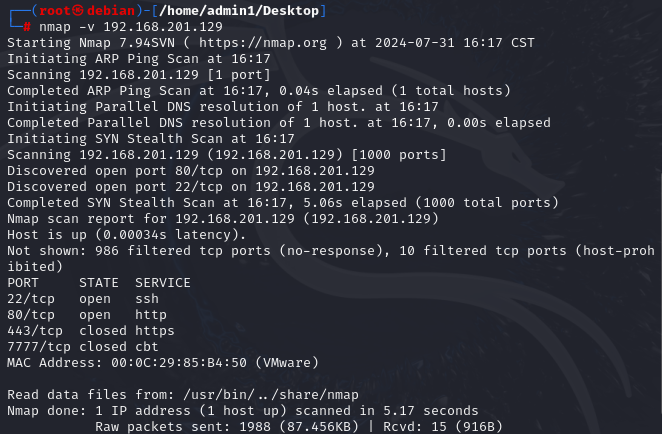 ┌──(root㉿debian)-[/home/admin1/Desktop]
└─# nmap -v 192.168.201.129
Starting Nmap 7.94SVN ( https://nmap.org ) at 2024-07-31 16:17 CST
Initiating ARP Ping Scan at 16:17
Scanning 192.168.201.129 [1 port]
Completed ARP Ping Scan at 16:17, 0.04s elapsed (1 total hosts)
Initiating Parallel DNS resolution of 1 host. at 16:17
Completed Parallel DNS resolution of 1 host. at 16:17, 0.00s elapsed
Initiating SYN Stealth Scan at 16:17
Scanning 192.168.201.129 (192.168.201.129) [1000 ports]
Discovered open port 80/tcp on 192.168.201.129
Discovered open port 22/tcp on 192.168.201.129
Completed SYN Stealth Scan at 16:17, 5.06s elapsed (1000 total ports)
Nmap scan report for 192.168.201.129 (192.168.201.129)
Host is up (0.00034s latency).
Not shown: 986 filtered tcp ports (no-response), 10 filtered tcp ports (host-proh
ibited)
PORT     STATE  SERVICE
22/tcp   open   ssh
80/tcp   open   http
443/tcp  closed https
7777/tcp closed cbt
MAC Address: 00:0C:29:85:B4:50 (VMware)
Read data files from: /usr/bin/../share/nmap
Nmap done: 1 IP address (1 host up) scanned in 5.17 seconds
           Raw packets sent: 1988 (87.456KB) | Rcvd: 15 (916B)